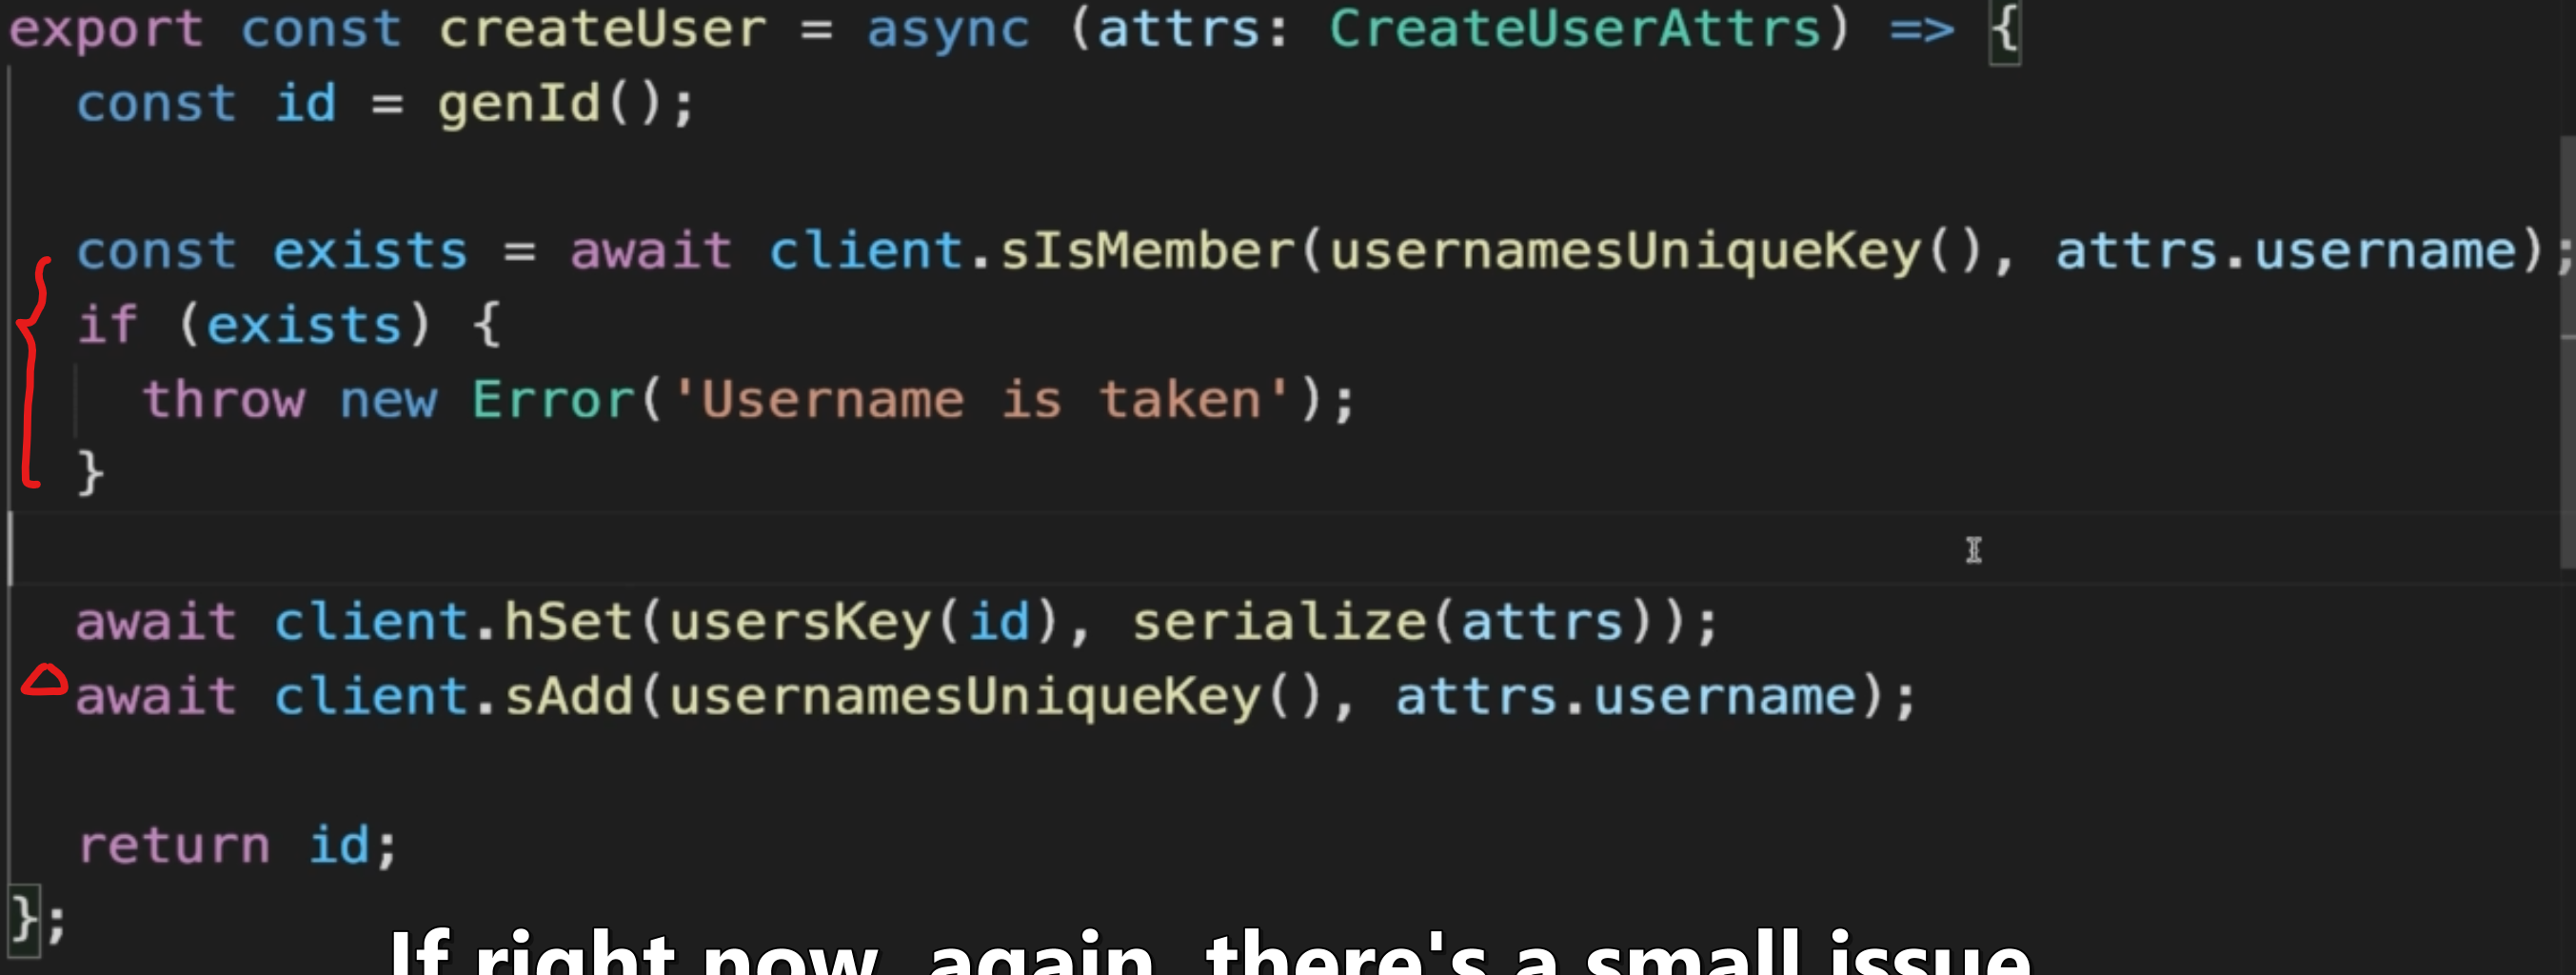 export const createUser = async (attrs: CreateUserAttrs) => {
const id = genId();
const exists = await client.sIsMember(usernamesUniqueKey(), attrs.username);
if (exists) {
throw new Error('Username is taken');
}
await client.hSet(usersKey(id), serialize(attrs));
await client.sAdd(usernamesUniqueKey(), attrs.username);
return id;
};
If right now, again, there's a small issue